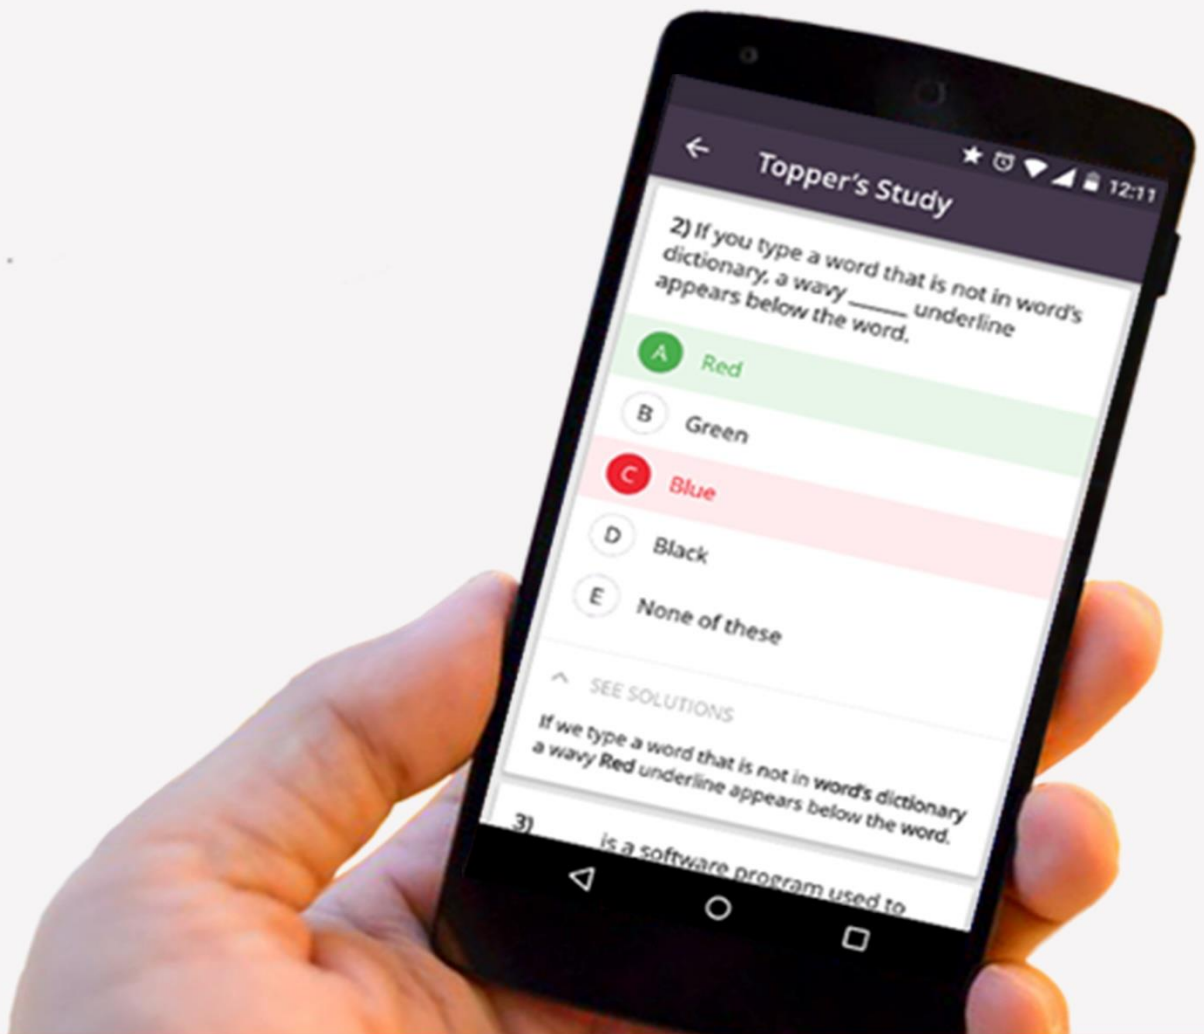 12:11
Topper's Study
2) If you type a word that is not in word's
dictionary, a wavy ______ underline
appears below the word.
A Red
B Green
C Blue
D Black
E None of these
SEE SOLUTIONS
If we type a word that is not in word's dictionary
a wavy Red underline appears below the word.
3) ______ is a software program used to